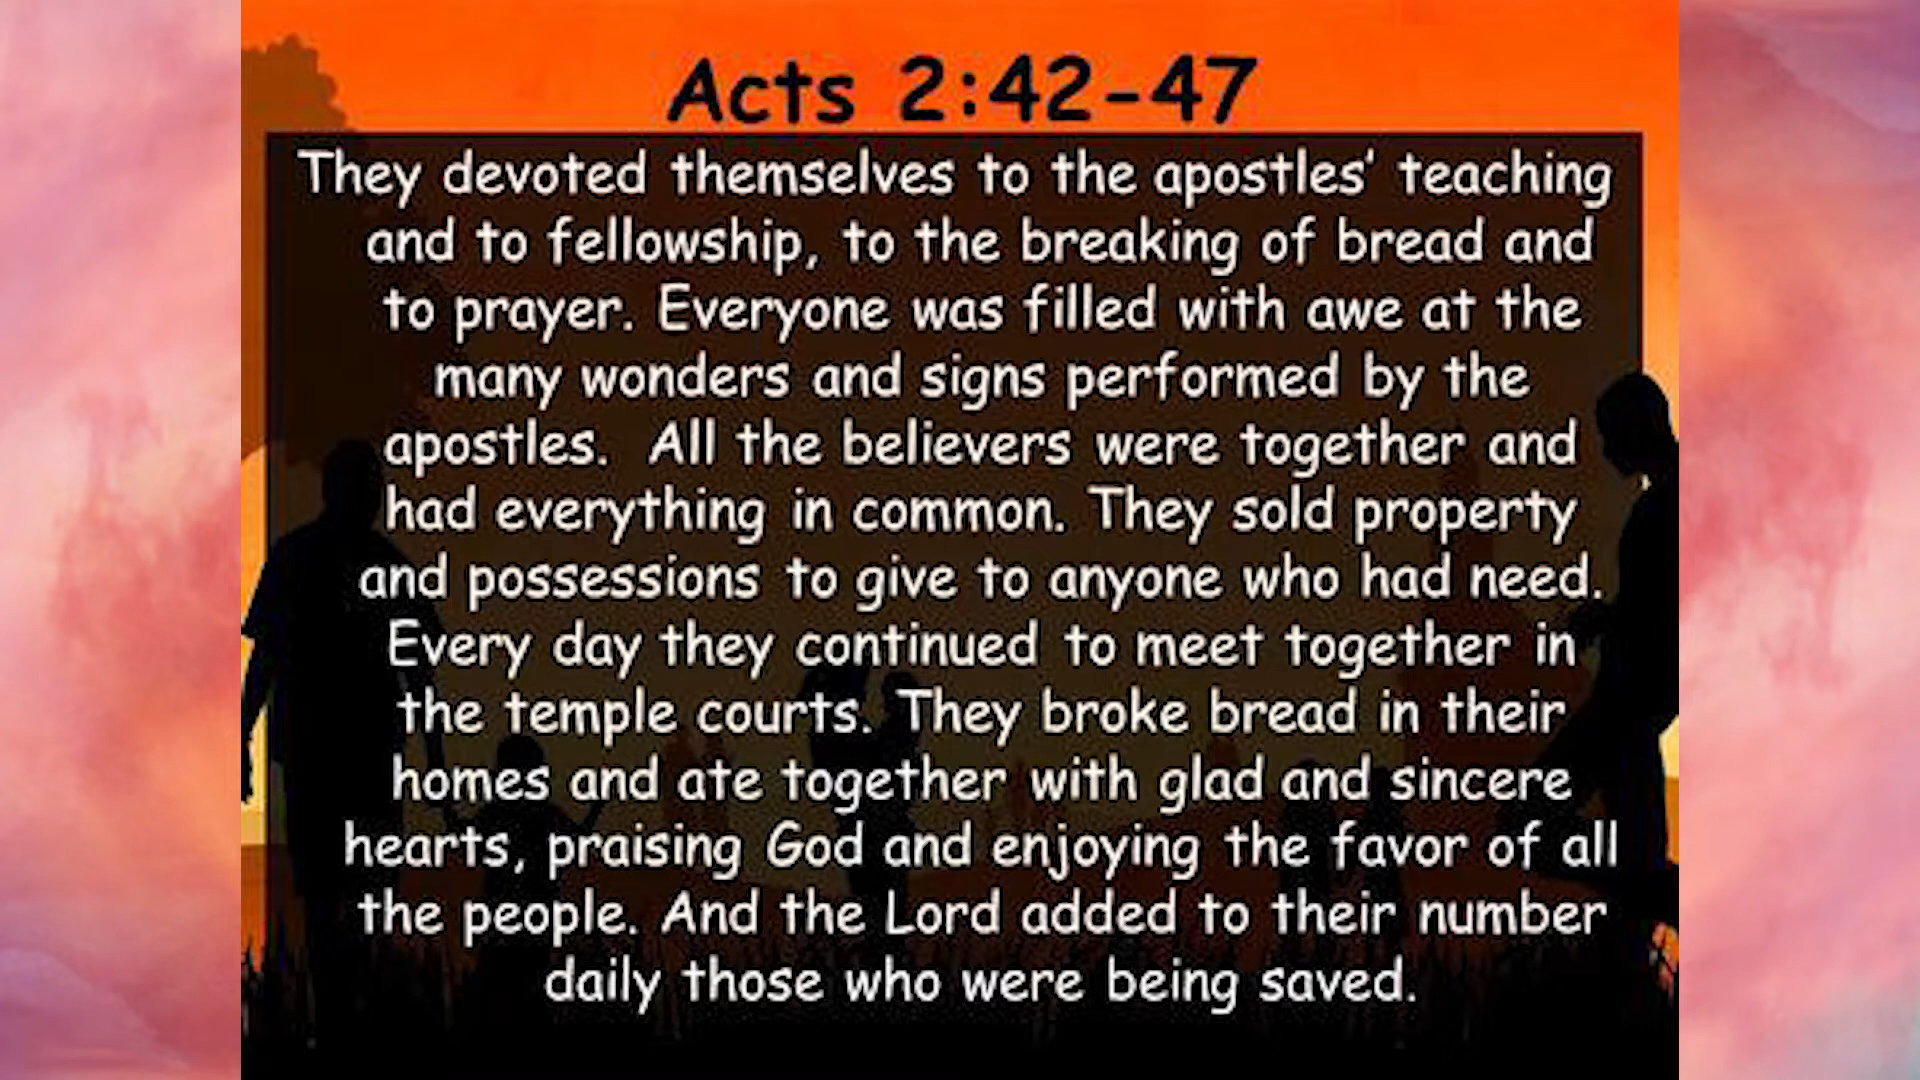 Acts 2:42-47
They devoted themselves to the apostles’ teaching
and to fellowship, to the breaking of bread and
to prayer. Everyone was filled with awe at the
many wonders and signs performed by the
apostles.  All the believers were together and
had everything in common. They sold property
and possessions to give to anyone who had need.
Every day they continued to meet together in
the temple courts. They broke bread in their
homes and ate together with glad and sincere
hearts, praising God and enjoying the favor of all
the people. And the Lord added to their number
daily those who were being saved.